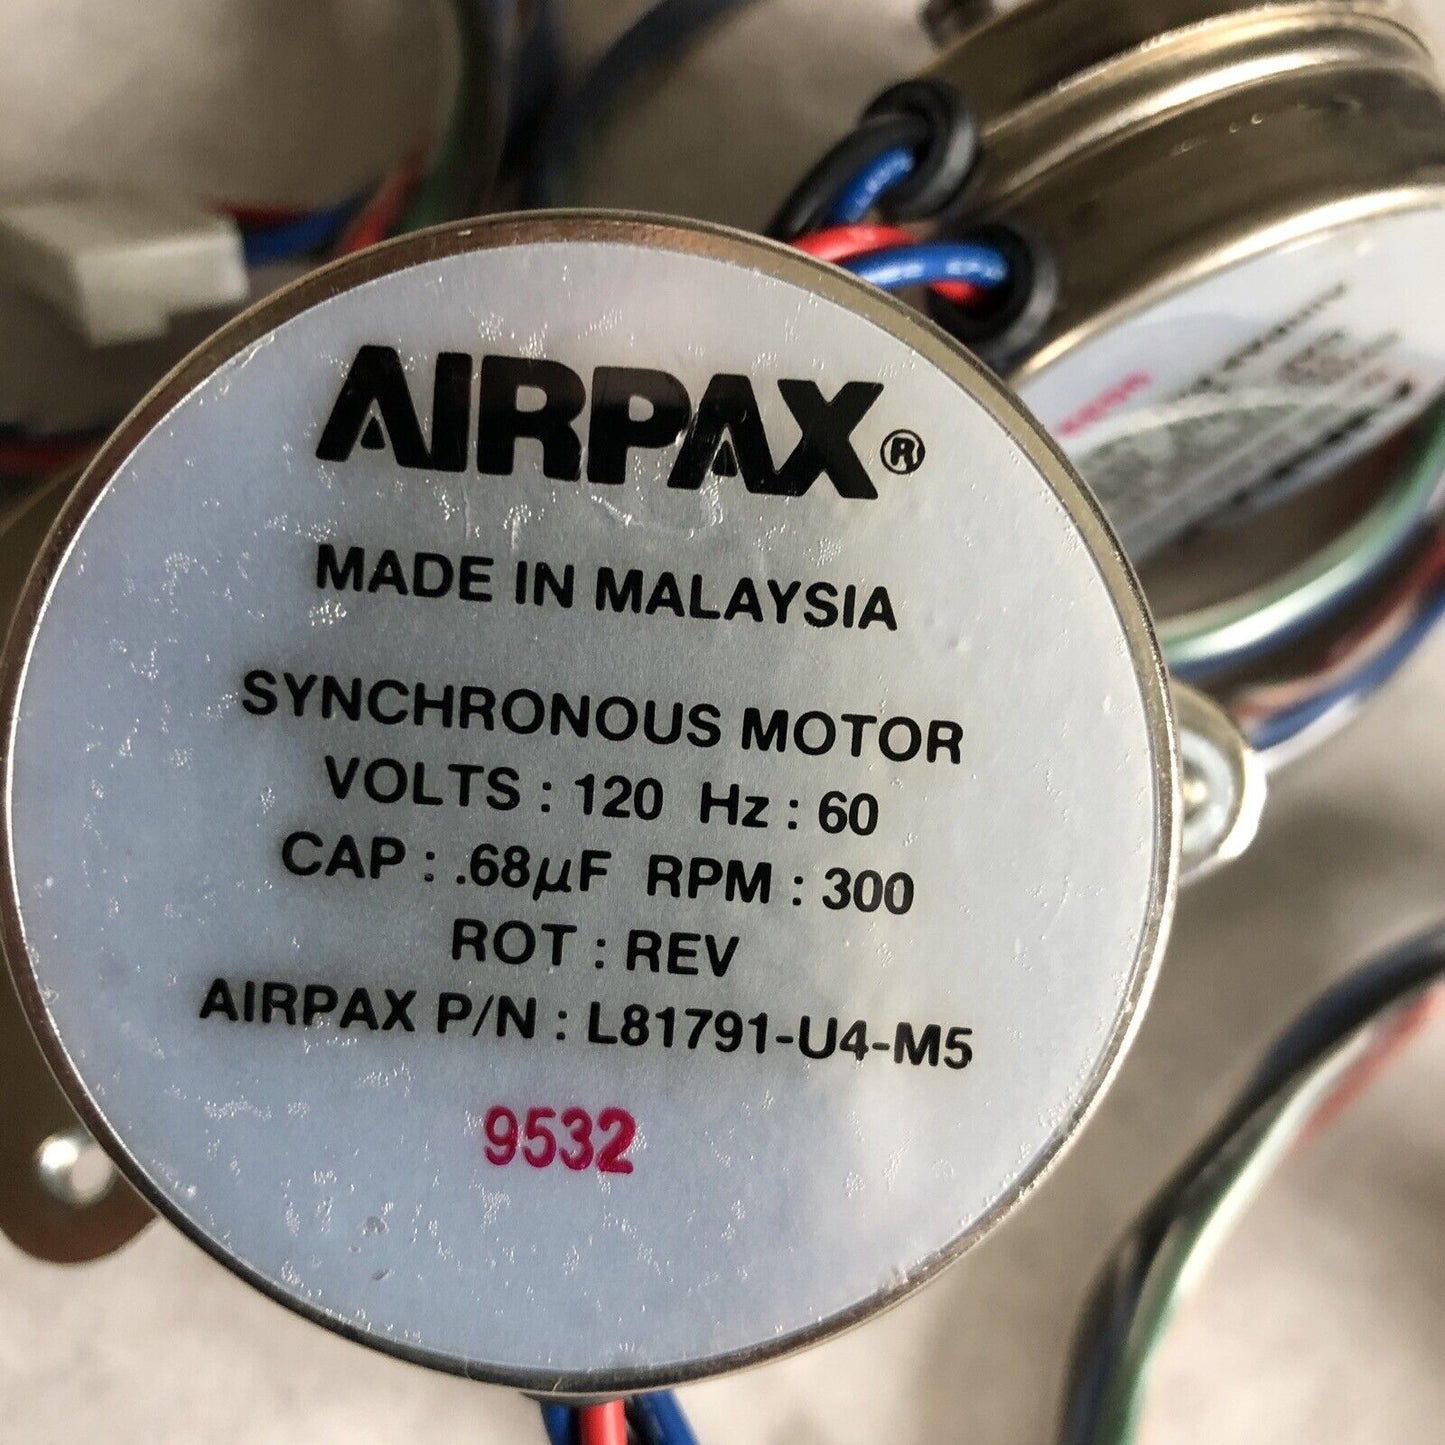 AIRPAX®
MADE IN MALAYSIA
SYNCHRONOUS MOTOR
VOLTS : 120 Hz : 60
CAP : .68µF RPM : 300
ROT : REV
AIRPAX P/N : L81791-U4-M5
9532